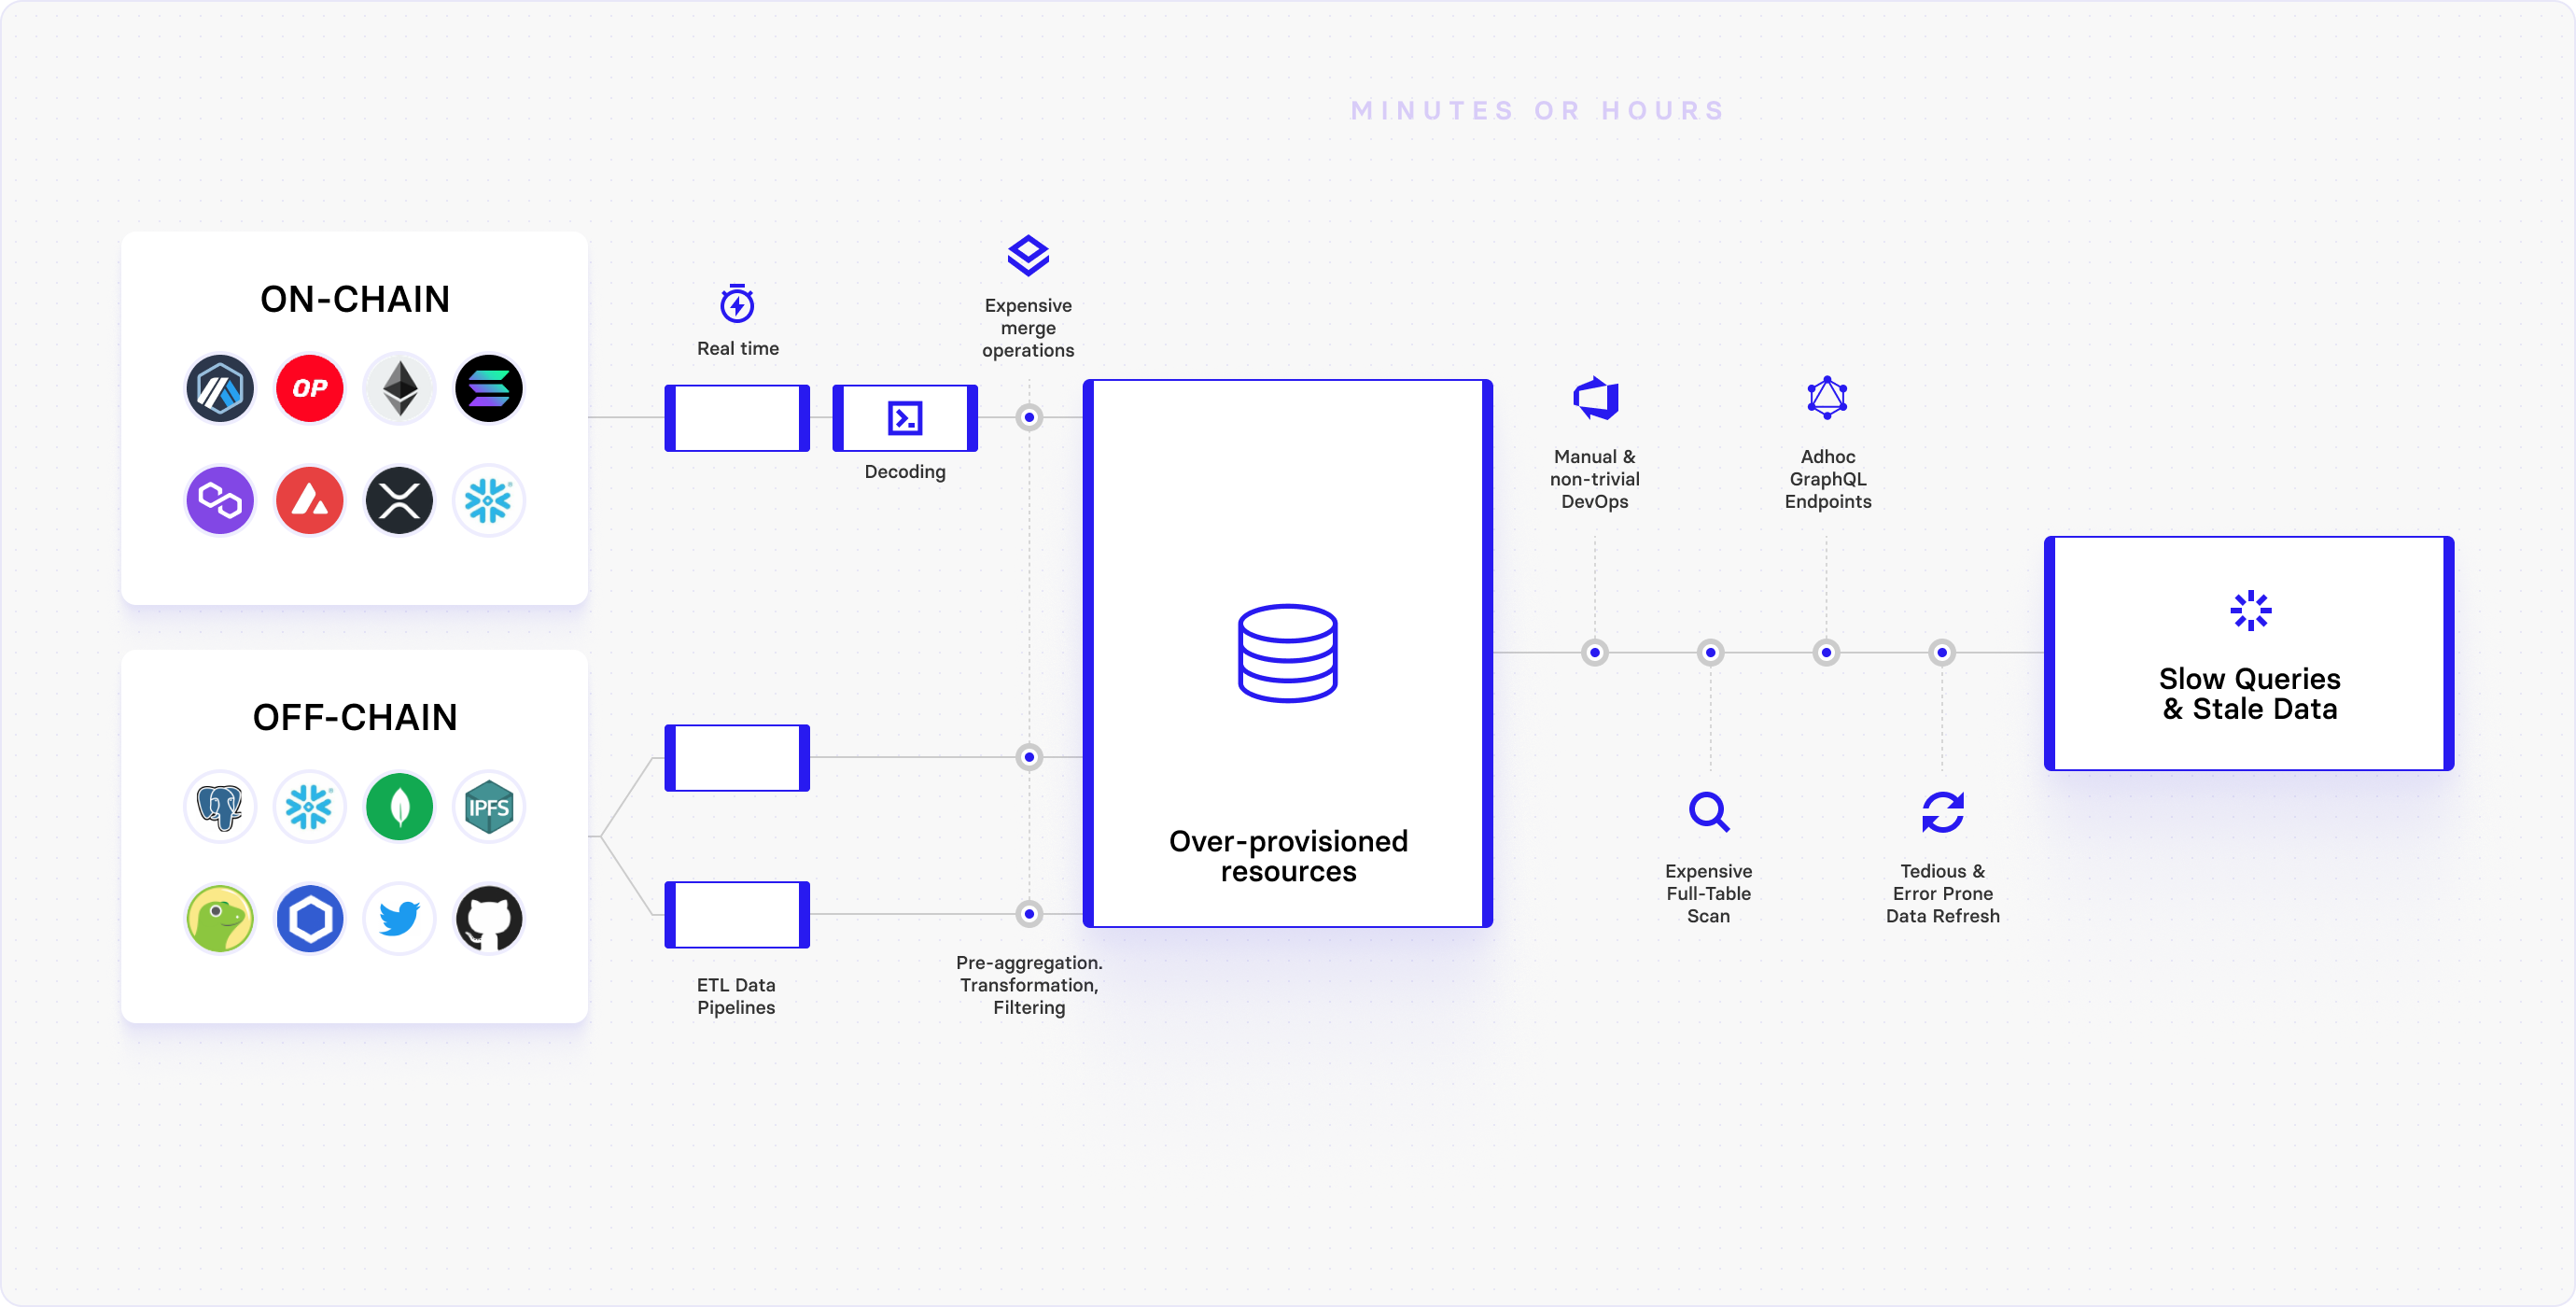 MINUTES OR HOURS
ON-CHAIN
OP
Real time
Expensive
merge
operations
Decoding
OFF-CHAIN
IPFS
ETL Data
Pipelines
Pre-aggregation.
Transformation,
Filtering
Over-provisioned
resources
Manual &
non-trivial
DevOps
Adhoc
GraphQL
Endpoints
Expensive
Full-Table
Scan
Tedious &
Error Prone
Data Refresh
Slow Queries
& Stale Data